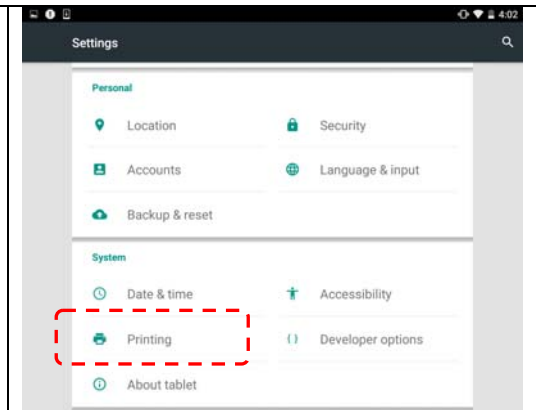 4:02
Settings
Personal
Location Security
Accounts Language & input
Backup & reset
System
Date & time Accessibility
Printing Developer options
About tablet